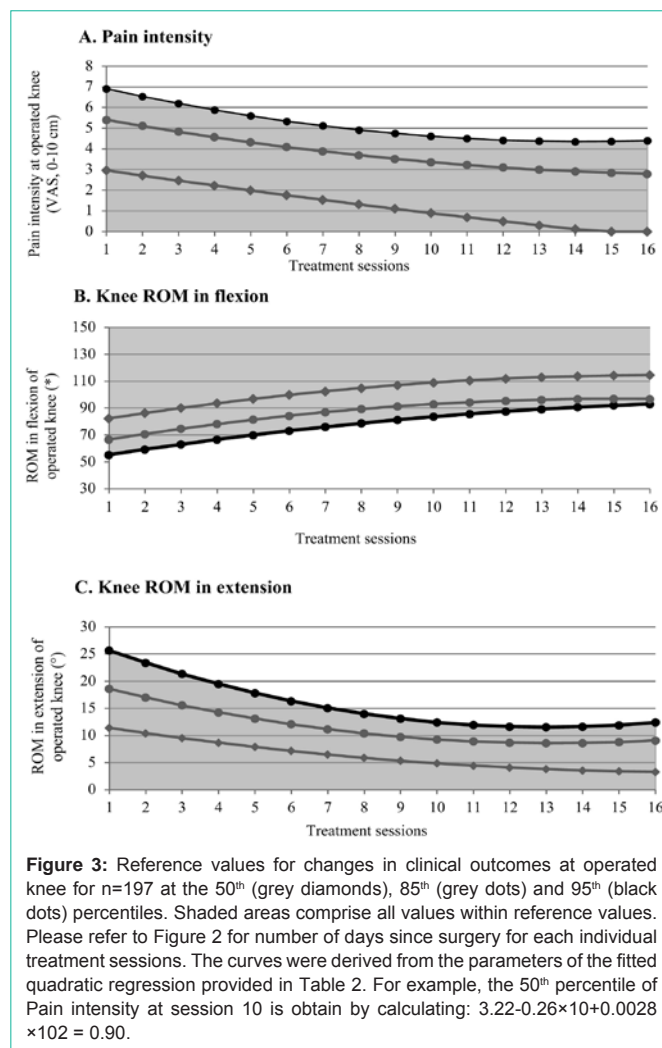 A. Pain intensity
8
7
6
5
4
3
2
1
0
Pain intensity at operated knee
(VAS, 0-10 cm)
1 2 3 4 5 6 7 8 9 10 11 12 13 14 15 16
Treatment sessions
B. Knee ROM in flexion
150
130
110
90
70
50
30
ROM in flexion of
operated knee (*)
1 2 3 4 5 6 7 8 9 10 11 12 13 14 15 16
Treatment sessions
C. Knee ROM in extension
30
25
20
15
10
5
0
ROM in extension of
operated knee (°)
1 2 3 4 5 6 7 8 9 10 11 12 13 14 15 16
Treatment sessions
Figure 3: Reference values for changes in clinical outcomes at operated
knee for n=197 at the 50th (grey diamonds), 85th (grey dots) and 95th (black
dots) percentiles. Shaded areas comprise all values within reference values.
Please refer to Figure 2 for number of days since surgery for each individual
treatment sessions. The curves were derived from the parameters of the fitted
quadratic regression provided in Table 2. For example, the 50th percentile of
Pain intensity at session 10 is obtain by calculating: 3.22-0.26×10+0.0028
×102 = 0.90.